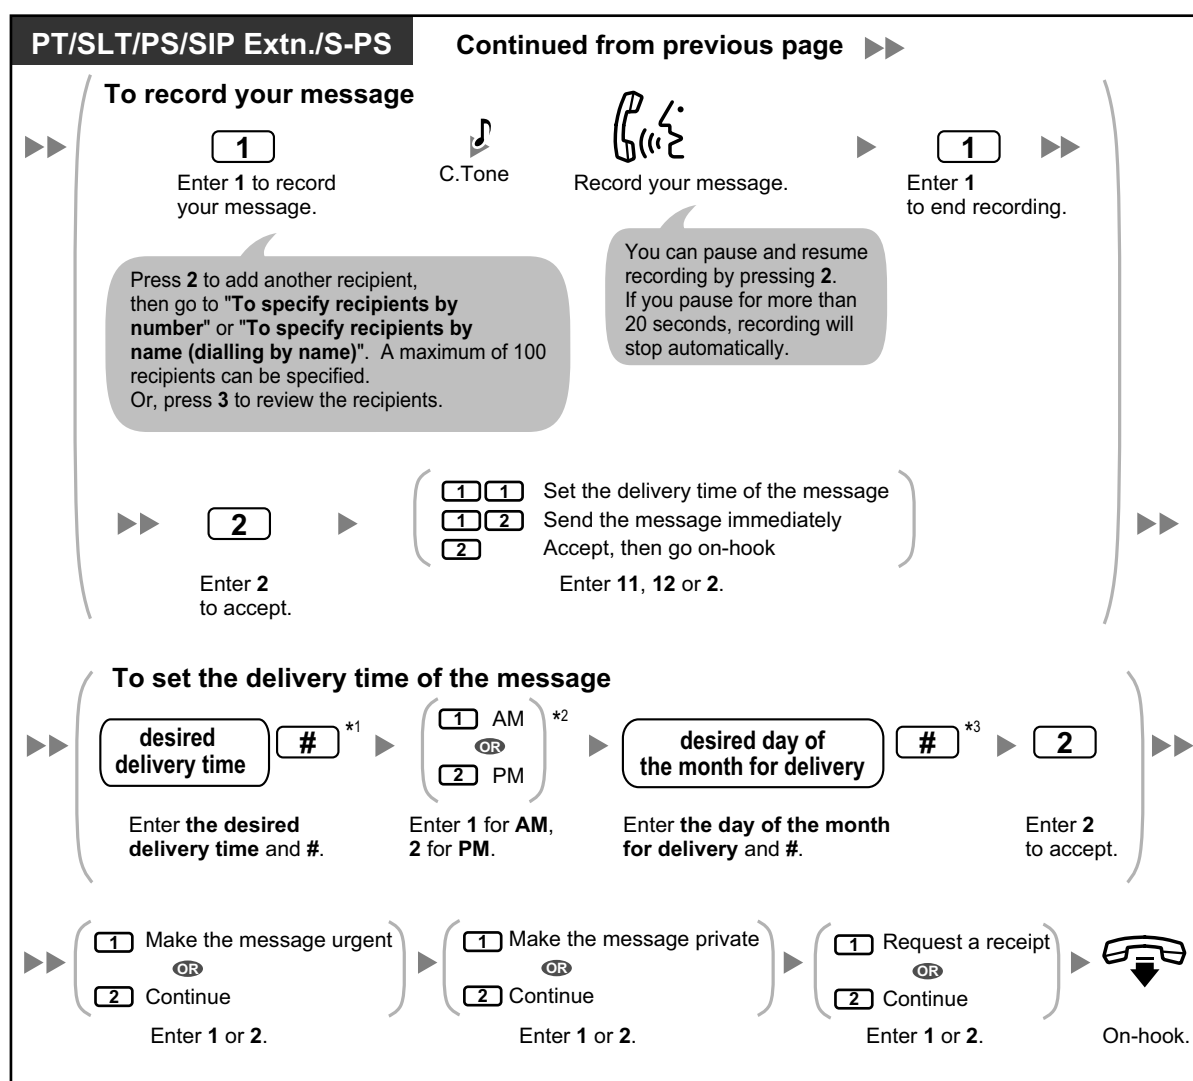 PT/SLT/PS/SIP Extn./S-PS
Continued from previous page
To record your message
1
Enter 1 to record
your message.
C.Tone
Record your message.
1
Enter 1
to end recording.
Press 2 to add another recipient,
then go to "To specify recipients by
number" or "To specify recipients by
name (dialling by name)". A maximum of 100
recipients can be specified.
Or, press 3 to review the recipients.
You can pause and resume
recording by pressing 2.
If you pause for more than
20 seconds, recording will
stop automatically.
2
Enter 2
to accept.
1 1 Set the delivery time of the message
1 2 Send the message immediately
2 Accept, then go on-hook
Enter 11, 12 or 2.
To set the delivery time of the message
desired
delivery time
# *1
Enter the desired
delivery time and #.
1 AM *2
OR
2 PM
Enter 1 for AM,
2 for PM.
desired day of
the month for delivery
# *3
Enter the day of the month
for delivery and #.
2
Enter 2
to accept.
1 Make the message urgent
OR
2 Continue
Enter 1 or 2.
1 Make the message private
OR
2 Continue
Enter 1 or 2.
1 Request a receipt
OR
2 Continue
Enter 1 or 2.
On-hook.